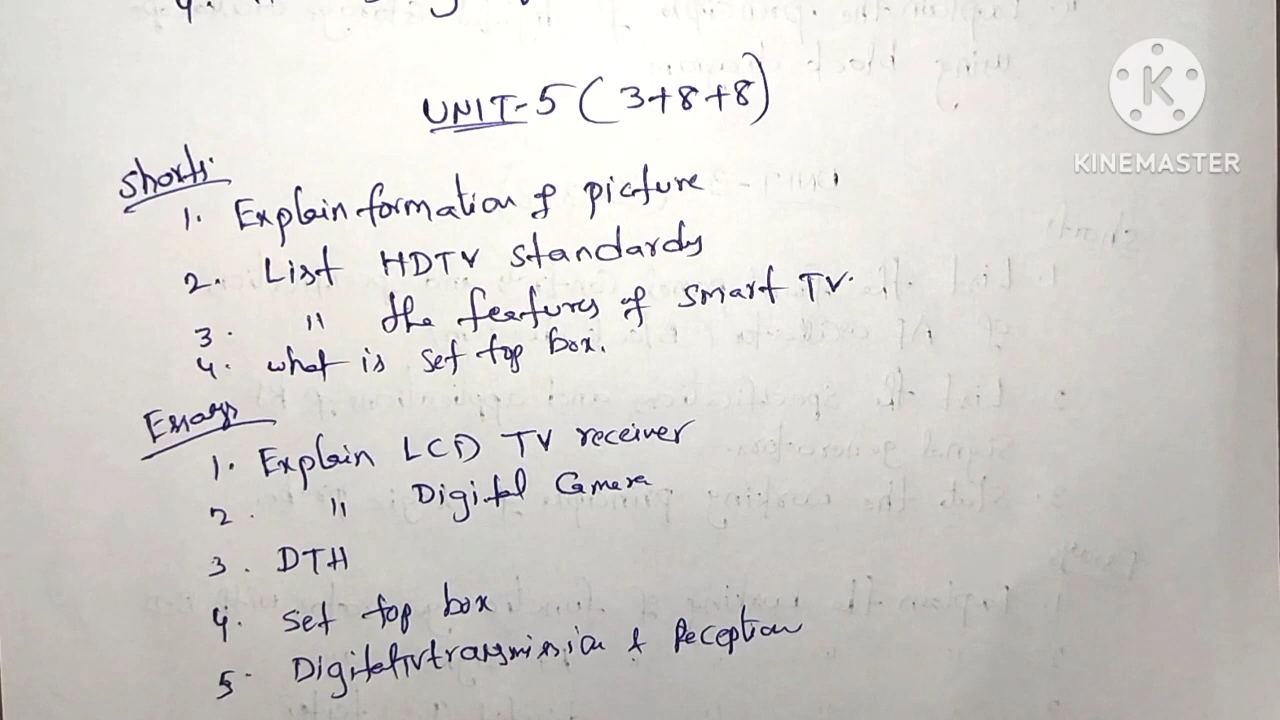 UNIT-5 (3+8+8)
Shorts:
1. Explain formation of picture
2. List HDTV standards
3. " the features of smart TV.
4. what is set top box.
Essays
1. Explain LCD TV receiver
2. " Digital Camera
3. DTH
4. set top box
5. Digital TV transmission & Reception
KINEMASTER